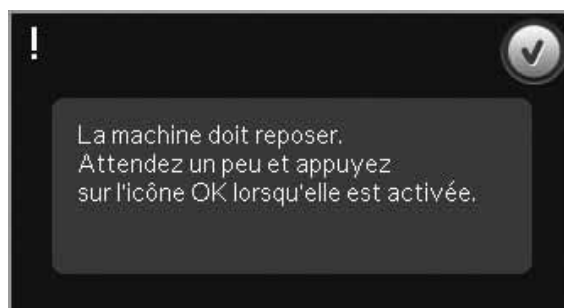 !
La machine doit reposer.
Attendez un peu et appuyez
sur l'icône OK lorsqu'elle est activée.